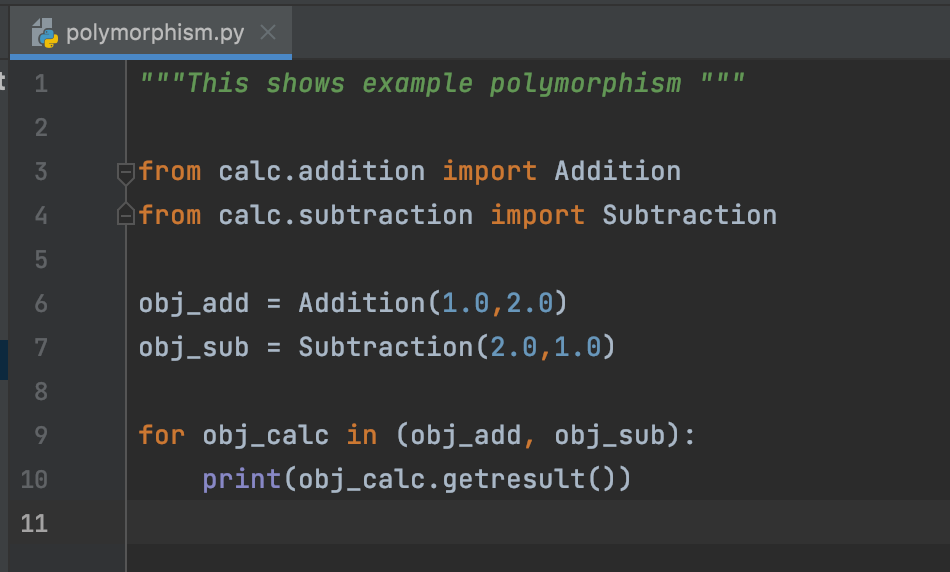 polymorphism.py
t
1 """This shows example polymorphism """
2
3 from calc.addition import Addition
4 from calc.subtraction import Subtraction
5
6 obj_add = Addition(1.0,2.0)
7 obj_sub = Subtraction(2.0,1.0)
8
9 for obj_calc in (obj_add, obj_sub):
10     print(obj_calc.getresult())
11